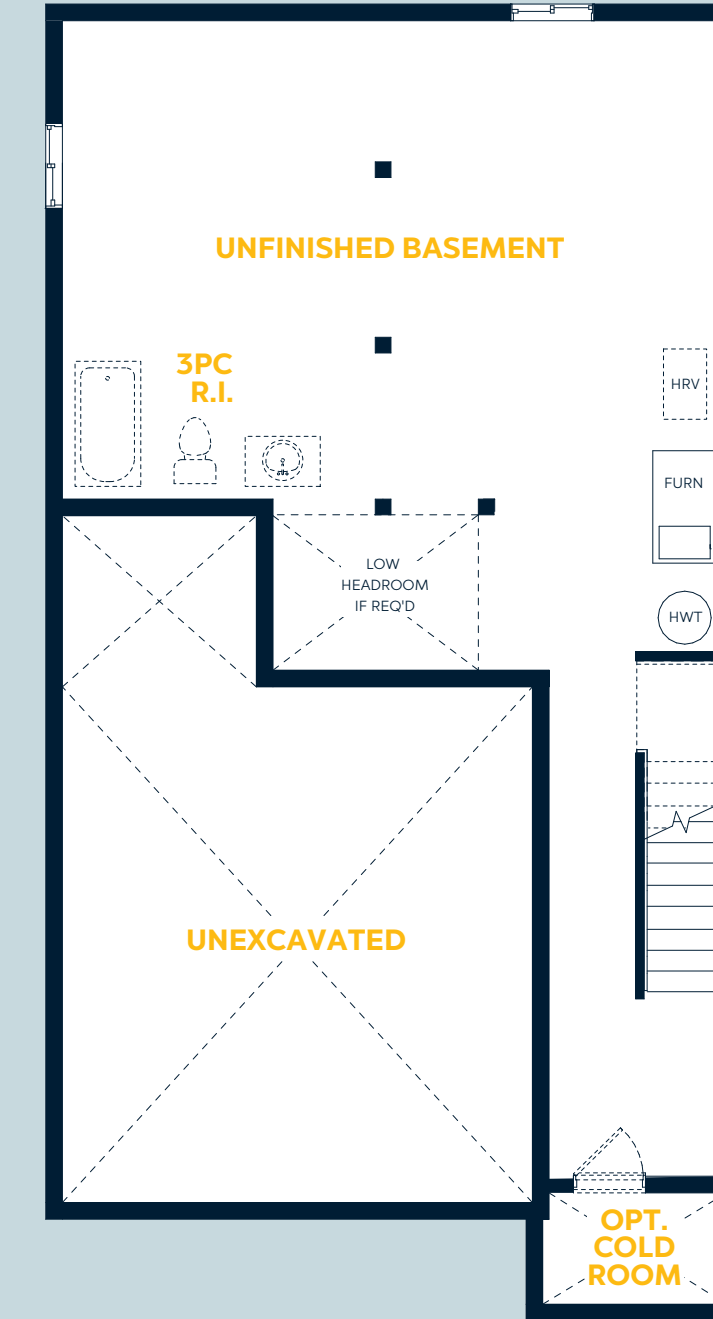 UNFINISHED BASEMENT
3PC
R.I.
HRV
FURN
LOW
HEADROOM
IF REQ'D
HWT
UNEXCAVATED
OPT.
COLD
ROOM